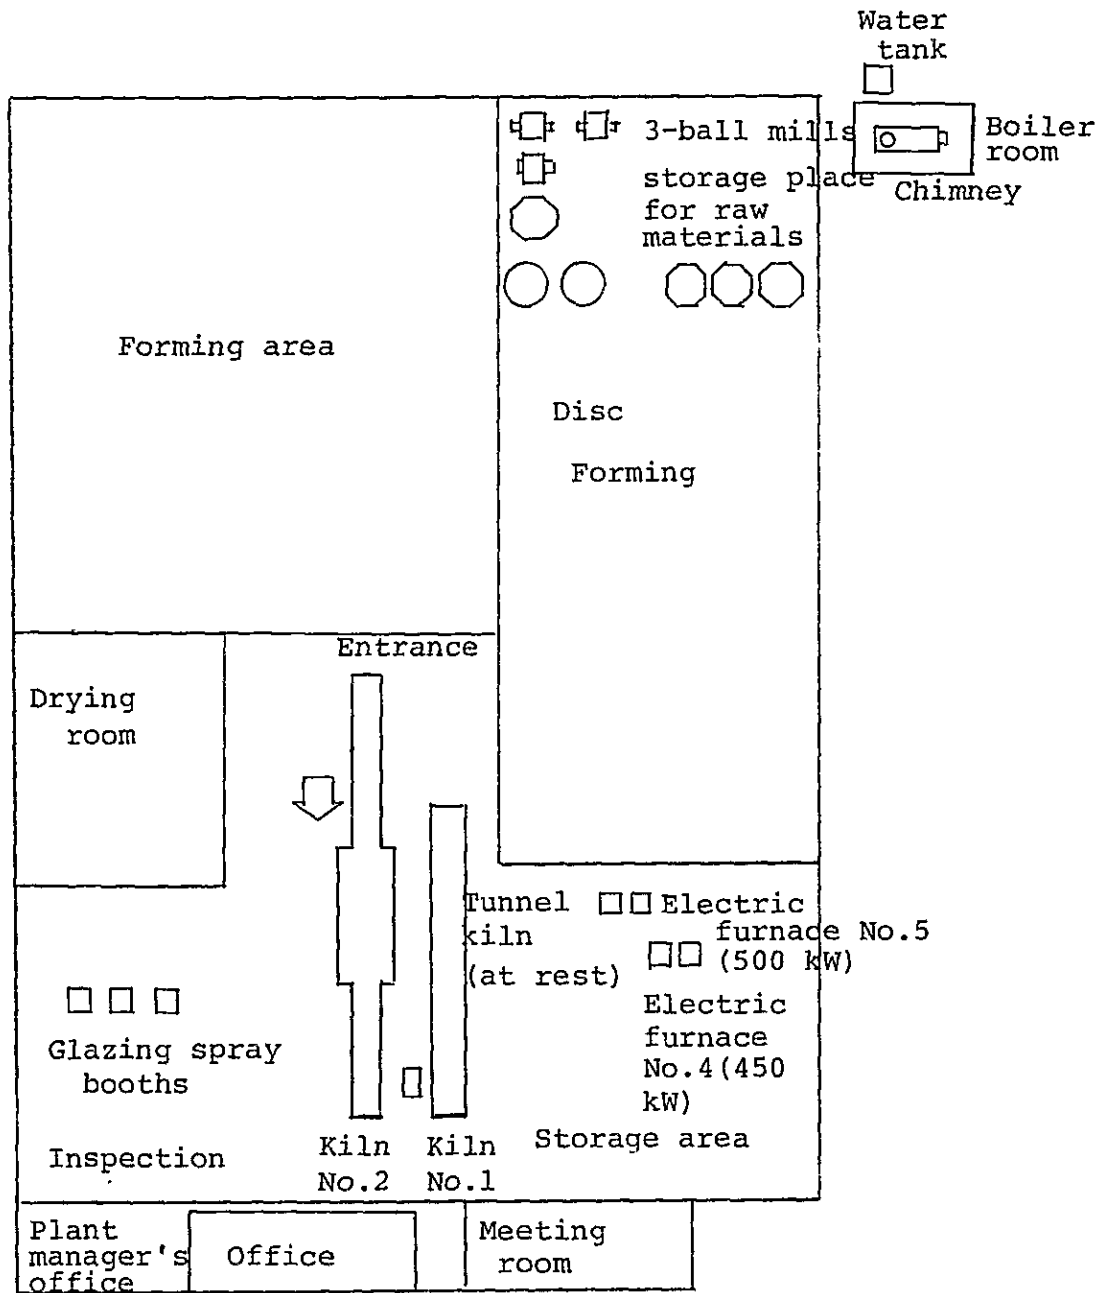 Water
tank
3-ball mills
Boiler
room
storage place
Chimney
for raw
materials
Forming area
Disc
Forming
Entrance
Drying
room
Tunnel
kiln
(at rest)
Electric
furnace No.5
(500 kW)
Electric
furnace
No.4(450
kW)
Glazing spray
booths
Storage area
Inspection
Kiln
No.2
Kiln
No.1
Plant
manager's
office
Office
Meeting
room